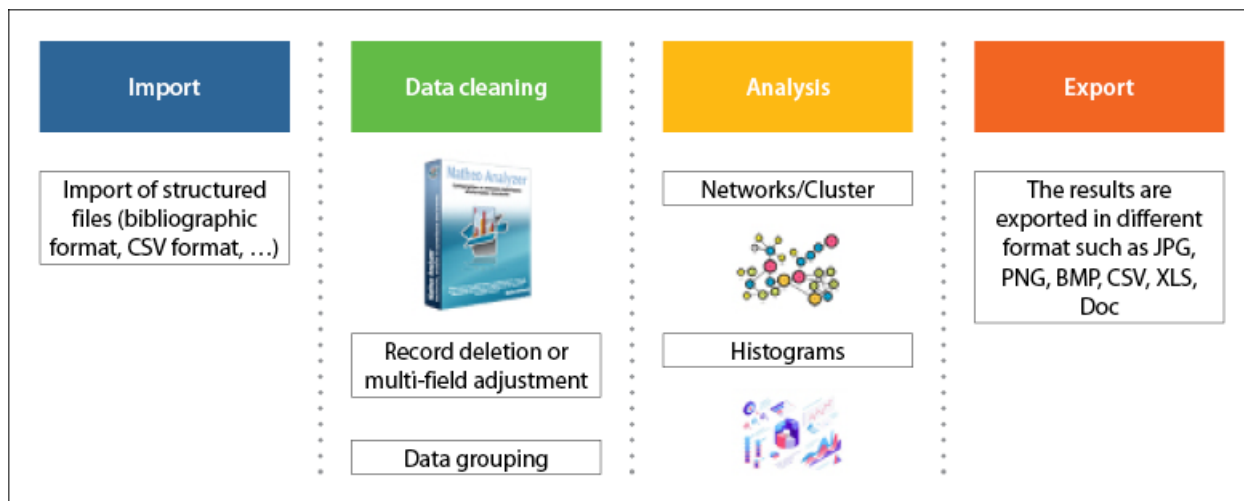 Import
Data cleaning
Analysis
Export
Import of structured
files (bibliographic
format, CSV format, …)
Matheo Analyzer
Matheo Analyzer
Record deletion or
multi-field adjustment
Data grouping
Networks/Cluster
Histograms
The results are
exported in different
format such as JPG,
PNG, BMP, CSV, XLS,
Doc